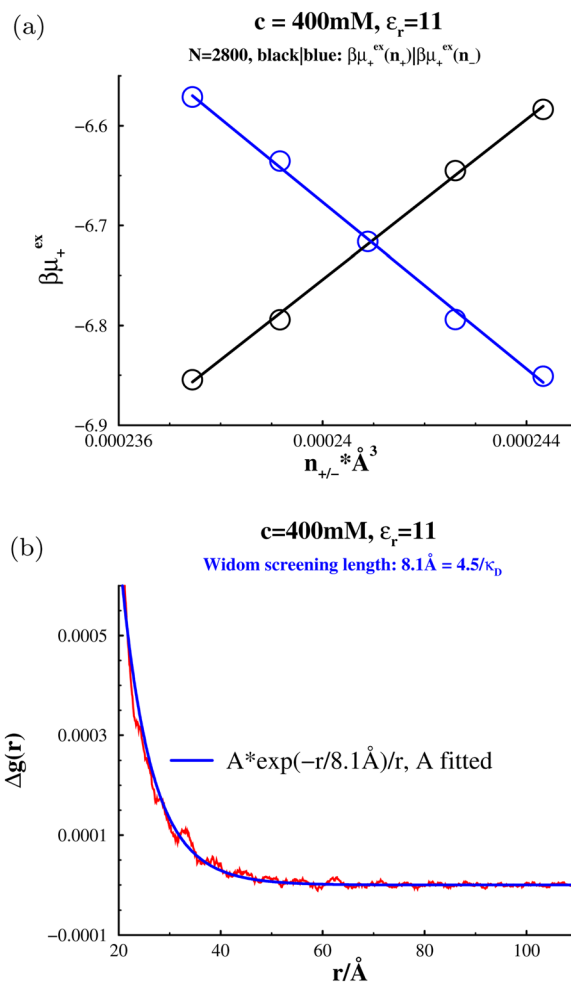 (a)
c = 400mM, εr=11
N=2800, black|blue: βμ+ex(n+)|βμ+ex(n−)
βμ+ex
−6.6
−6.7
−6.8
−6.9
0.000236
0.00024
0.000244
n+/−*Å3
(b)
c=400mM, εr=11
Widom screening length: 8.1Å = 4.5/κD
Δg(r)
0.0005
0.0003
0.0001
−0.0001
A*exp(−r/8.1Å)/r, A fitted
20
40
60
80
100
r/Å